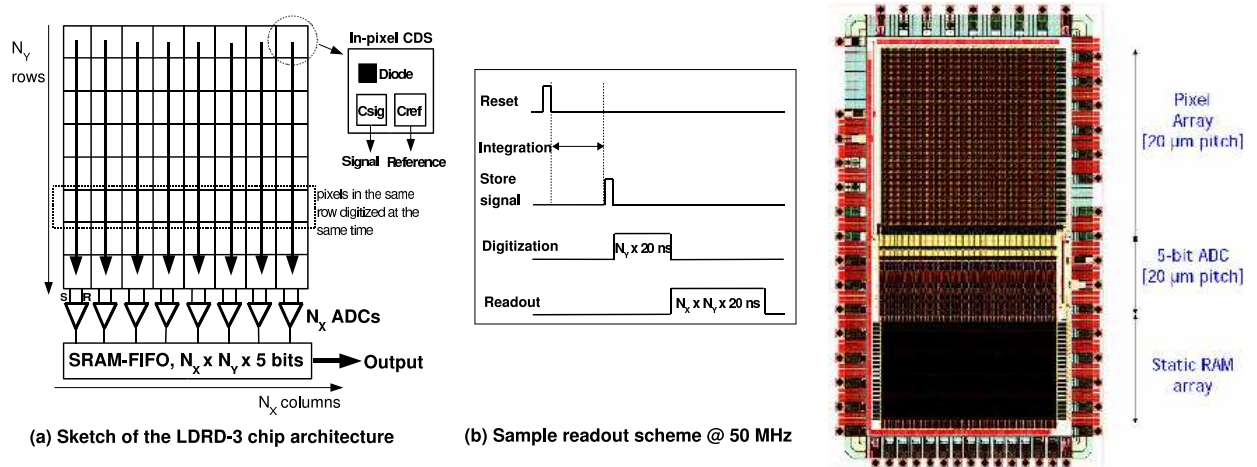 N_Y
rows
In-pixel CDS
Diode
Csig
Cref
Signal
Reference
pixels in the same
row digitized at the
same time
S
R
N_X ADCs
SRAM-FIFO, N_X x N_Y x 5 bits
Output
N_X columns
(a) Sketch of the LDRD-3 chip architecture
Reset
Integration
Store
signal
Digitization
N_Y x 20 ns
Readout
N_X x N_Y x 20 ns
(b) Sample readout scheme @ 50 MHz
Pixel
Array
[20 µm pitch]
5-bit ADC
[20 µm pitch]
Static RAM
array